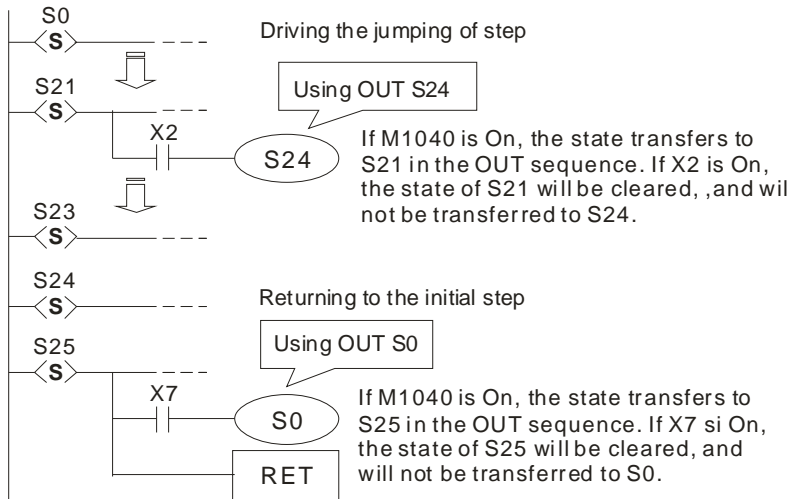 S0
S
Driving the jumping of step
S21
S
Using OUT S24
X2
S24
If M1040 is On, the state transfers to
S21 in the OUT sequence. If X2 is On,
the state of S21 will be cleared, ,and wil
not be transferred to S24.
S23
S
S24
S
Returning to the initial step
S25
S
Using OUT S0
X7
S0
If M1040 is On, the state transfers to
S25 in the OUT sequence. If X7 si On,
the state of S25 will be cleared, and
will not be transferred to S0.
RET